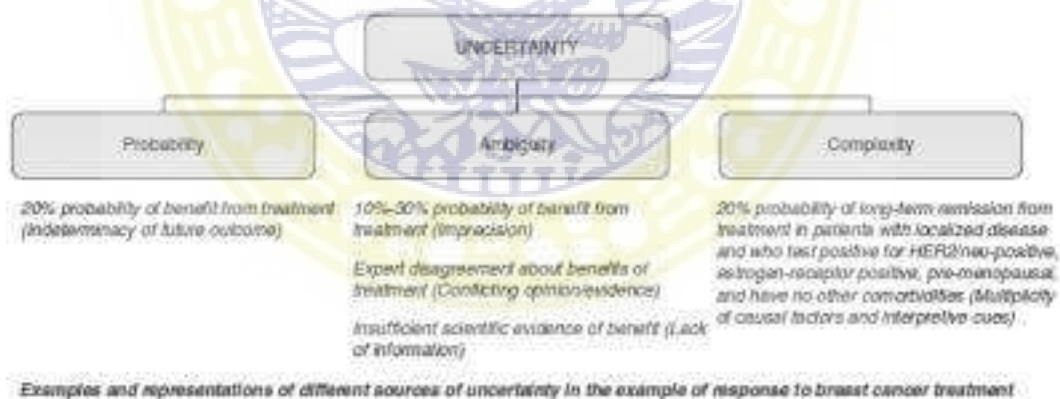 UNCERTAINTY
Probability
Ambiguity
Complexity
20% probability of benefit from treatment
(Indeterminacy of future outcome)
10%-30% probability of benefit from
treatment (Imprecision)
Expert disagreement about benefits of
treatment (Conflicting opinion/evidence)
Insufficient scientific evidence of benefit (Lack
of information)
20% probability of long-term remission from
treatment in patients with localized disease
and who test positive for HER2/neu-positive,
estrogen-receptor positive, pre-menopausal,
and have no other comorbidities (Multiplicity
of causal factors and interpretive cues)
Examples and representations of different sources of uncertainty in the example of response to breast cancer treatment